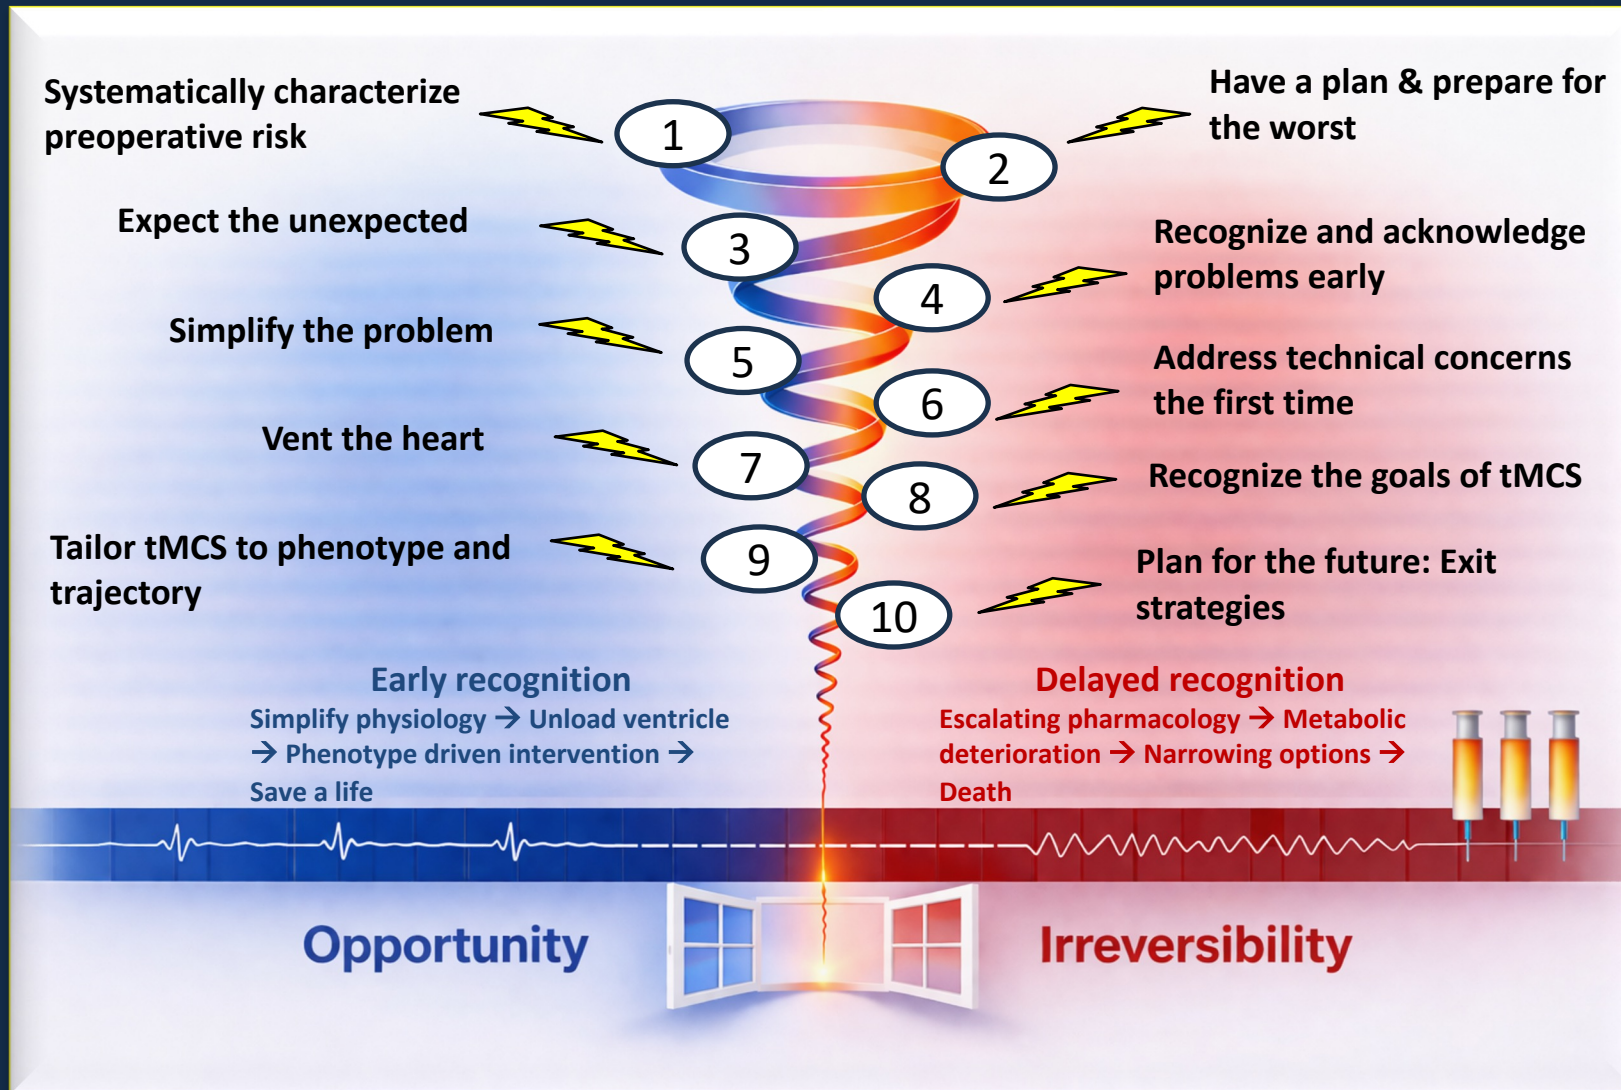 Systematically characterize
preoperative risk
1
Have a plan & prepare for
the worst
2
Expect the unexpected
3
Recognize and acknowledge
problems early
4
Simplify the problem
5
Address technical concerns
the first time
6
Vent the heart
7
Recognize the goals of tMCS
8
Tailor tMCS to phenotype and
trajectory
9
Plan for the future: Exit
strategies
10
Early recognition
Simplify physiology → Unload ventricle
→ Phenotype driven intervention →
Save a life
Delayed recognition
Escalating pharmacology → Metabolic
deterioration → Narrowing options →
Death
Opportunity
Irreversibility